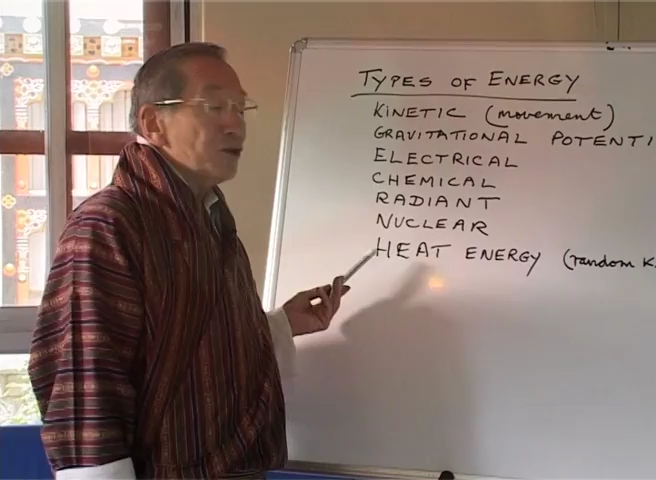 TYPES OF ENERGY
KINETIC (movement)
GRAVITATIONAL POTENTI
ELECTRICAL
CHEMICAL
RADIANT
NUCLEAR
HEAT ENERGY (random K.